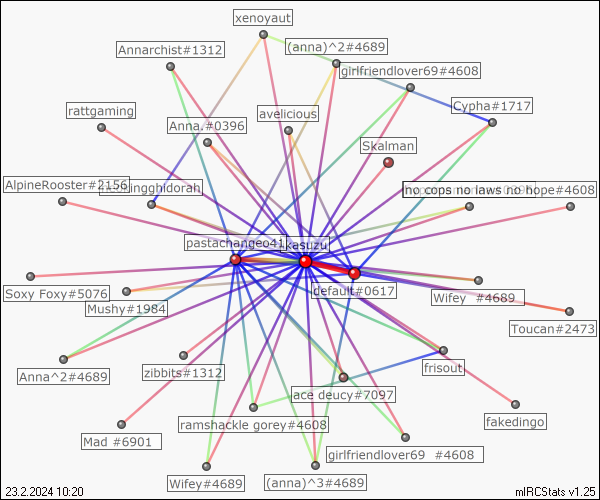 xenoyaut
Annarchist#1312
(anna)^2#4689
girlfriendlover69#4608
Cypha#1717
rattgaming
avelicious
Anna.#0396
Skalman
AlpineRooster#2156
no cops no laws no hope#4608
pastachangeo41
kasuzu
default#0617
Soxy Foxy#5076
Mushy#1984
Wifey #4689
Toucan#2473
frisout
zibbits#1312
Anna^2#4689
ace deucy#7097
fakedingo
ramshackle gorey#4608
Mad #6901
girlfriendlover69 #4608
Wifey#4689
(anna)^3#4689
23.2.2024 10:20
mIRCStats v1.25